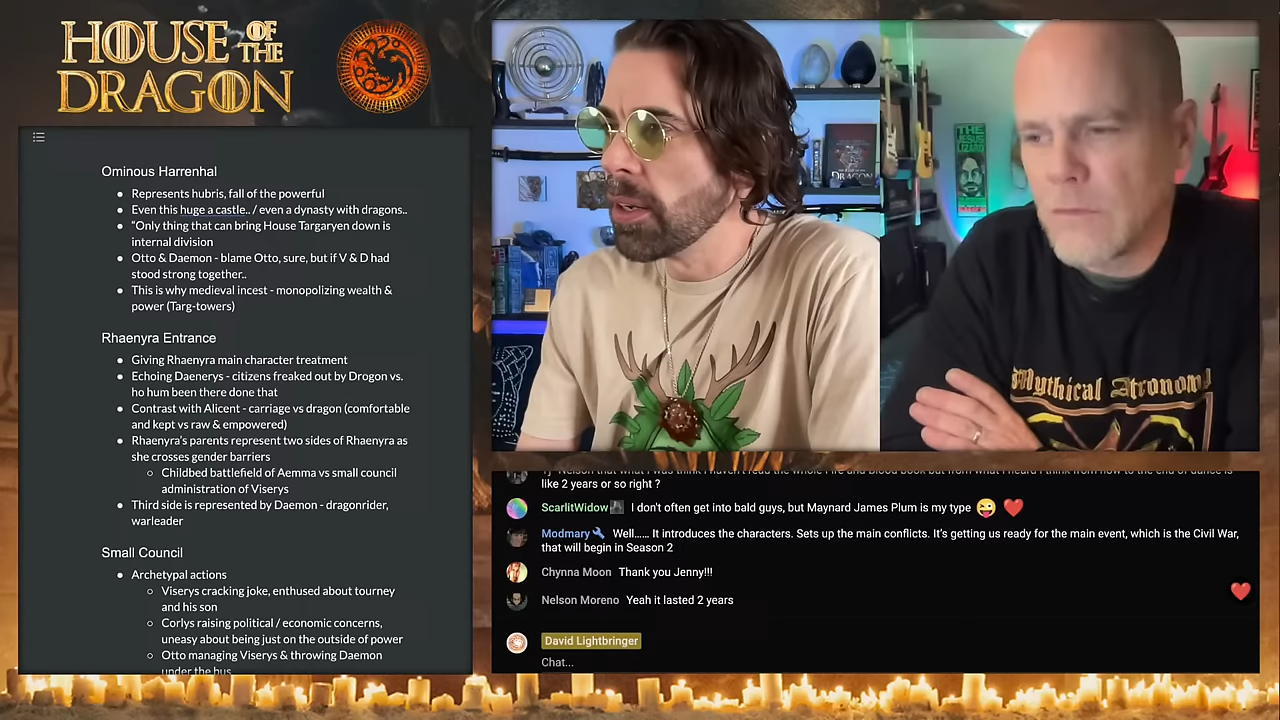 HOUSE OF THE DRAGON
Ominous Harrenhal
Represents hubris, fall of the powerful
Even this huge a castle.. / even a dynasty with dragons..
"Only thing that can bring House Targaryen down is
internal division
Otto & Daemon - blame Otto, sure, but if V & D had
stood strong together..
This is why medieval incest - monopolizing wealth &
power (Targ-towers)
Rhaenyra Entrance
Giving Rhaenyra main character treatment
Echoing Daenerys - citizens freaked out by Drogon vs.
ho hum been there done that
Contrast with Alicent - carriage vs dragon (comfortable
and kept vs raw & empowered)
Rhaenyra's parents represent two sides of Rhaenyra as
she crosses gender barriers
Childbed battlefield of Aemma vs small council
administration of Viserys
Third side is represented by Daemon - dragonrider,
warleader
Small Council
Archetypal actions
Viserys cracking joke, enthused about tourney
and his son
Corlys raising political / economic concerns,
uneasy about being just on the outside of power
Otto managing Viserys & throwing Daemon
under the bus
THE
JESUS
LIZARD
DRAGON
Mythical Astronomy
like 2 years or so right ?
ScarlitWidow I don't often get into bald guys, but Maynard James Plum is my type 😜 ❤️
Modmary🔧 Well...... It introduces the characters. Sets up the main conflicts. It's getting us ready for the main event, which is the Civil War,
that will begin in Season 2
Chynna Moon Thank you Jenny!!!
Nelson Moreno Yeah it lasted 2 years
David Lightbringer
Chat...